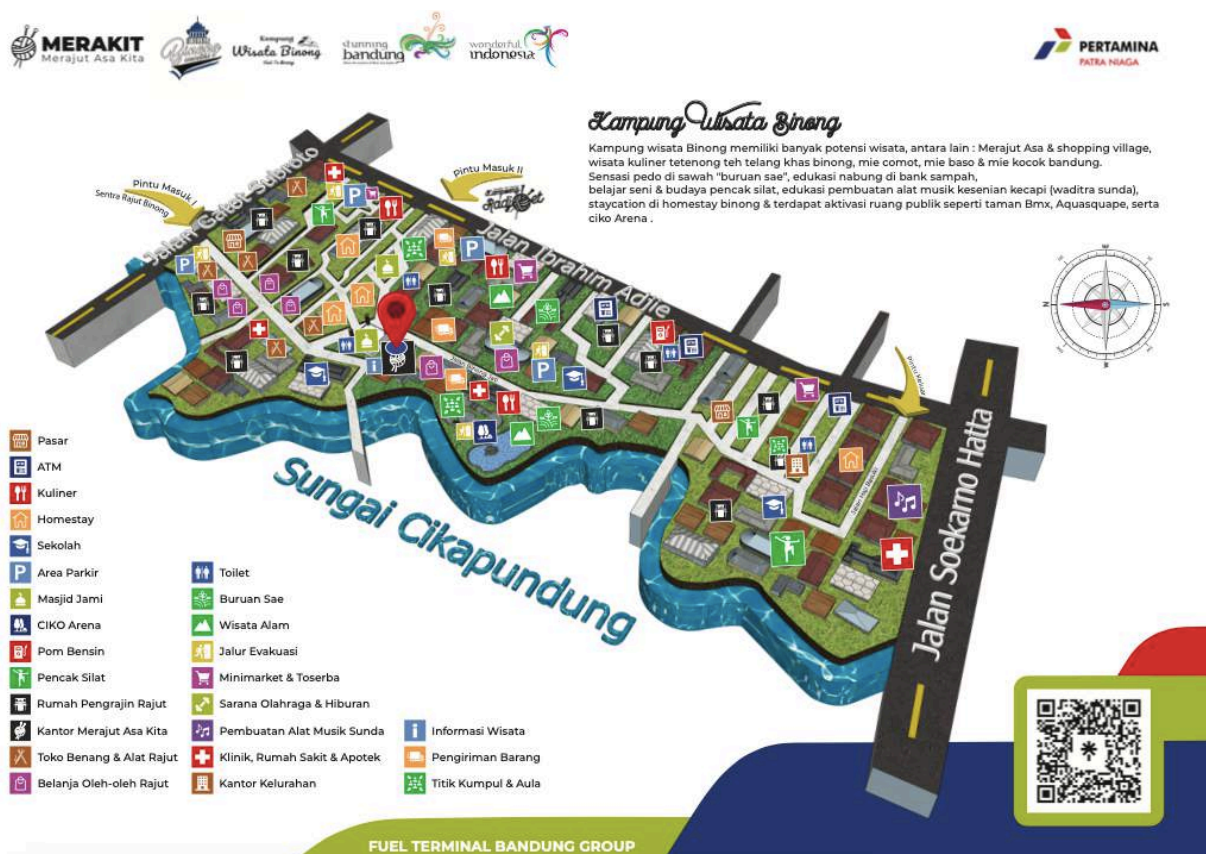 MERAKIT
Merajut Asa Kita
Binong
Kampung
Wisata Binong
stunning
bandung
wonderful
indonesia
PERTAMINA
PATRA NIAGA
Kampung Wisata Binong
Kampung wisata Binong memiliki banyak potensi wisata, antara lain : Merajut Asa & shopping village,
wisata kuliner tetenong teh telang khas binong, mie comot, mie baso & mie kocok bandung.
Sensasi pedo di sawah "buruan sae", edukasi nabung di bank sampah,
belajar seni & budaya pencak silat, edukasi pembuatan alat musik kesenian kecapi (waditra sunda),
staycation di homestay binong & terdapat aktivasi ruang publik seperti taman Bmx, Aquasquape, serta
ciko Arena .
Pintu Masuk I
Sentra Rajut Binong
Pintu Masuk II
Kampung
Jalan Gatot Subroto
Jalan Ibrahim Adjie
Pintu Keluar
Jalan Soekarno Hatta
Sungai Cikapundung
Pasar
ATM
Kuliner
Homestay
Sekolah
Area Parkir
Masjid Jami
CIKO Arena
Pom Bensin
Pencak Silat
Rumah Pengrajin Rajut
Kantor Merajut Asa Kita
Toko Benang & Alat Rajut
Belanja Oleh-oleh Rajut
Toilet
Buruan Sae
Wisata Alam
Jalur Evakuasi
Minimarket & Toserba
Sarana Olahraga & Hiburan
Pembuatan Alat Musik Sunda
Klinik, Rumah Sakit & Apotek
Kantor Kelurahan
Informasi Wisata
Pengiriman Barang
Titik Kumpul & Aula
FUEL TERMINAL BANDUNG GROUP